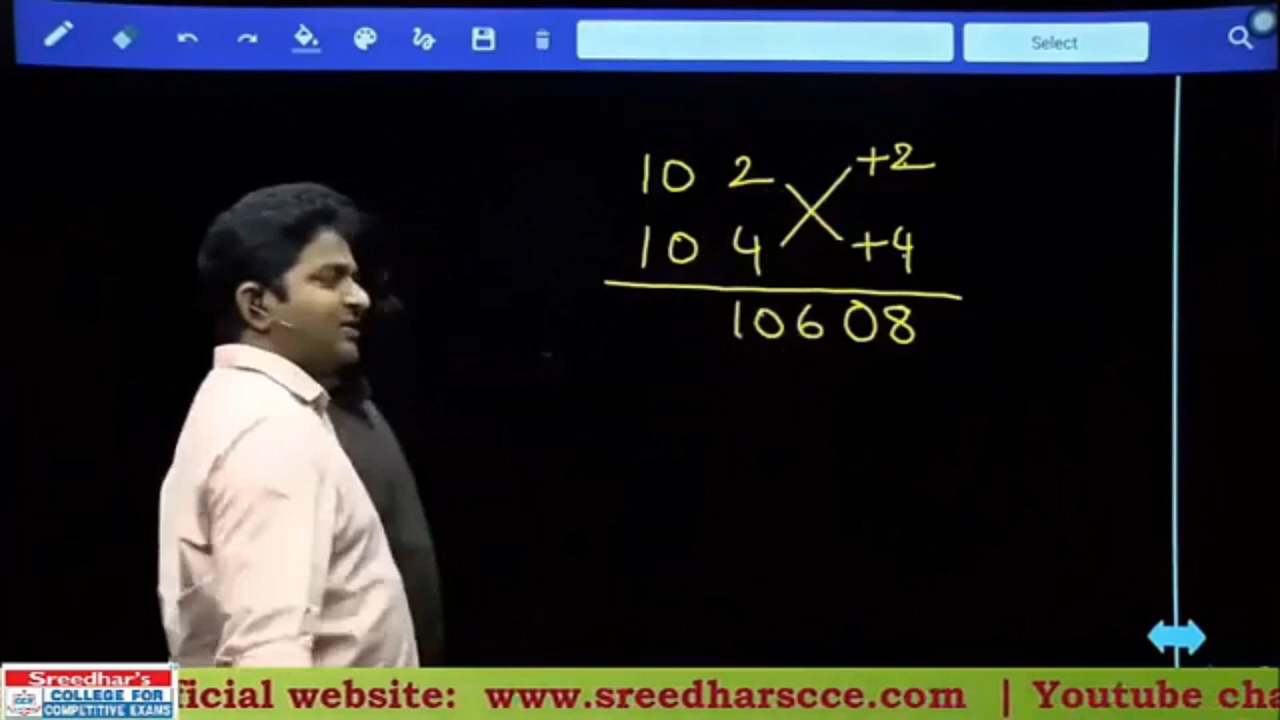 Select
10 2 +2
10 4 +4
10608
Sreedhar's
COLLEGE FOR
COMPETITIVE EXAMS
ficial website: www.sreedharscce.com | Youtube cha